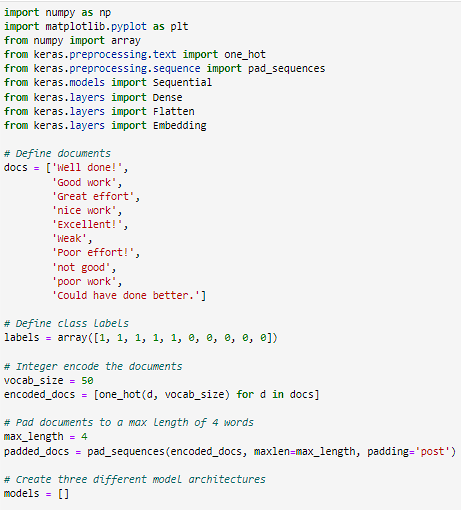 import numpy as np
import matplotlib.pyplot as plt
from numpy import array
from keras.preprocessing.text import one_hot
from keras.preprocessing.sequence import pad_sequences
from keras.models import Sequential
from keras.layers import Dense
from keras.layers import Flatten
from keras.layers import Embedding

# Define documents
docs = ['Well done!',
        'Good work',
        'Great effort',
        'nice work',
        'Excellent!',
        'Weak',
        'Poor effort!',
        'not good',
        'poor work',
        'Could have done better.']

# Define class labels
labels = array([1, 1, 1, 1, 1, 0, 0, 0, 0, 0])

# Integer encode the documents
vocab_size = 50
encoded_docs = [one_hot(d, vocab_size) for d in docs]

# Pad documents to a max length of 4 words
max_length = 4
padded_docs = pad_sequences(encoded_docs, maxlen=max_length, padding='post')

# Create three different model architectures
models = []